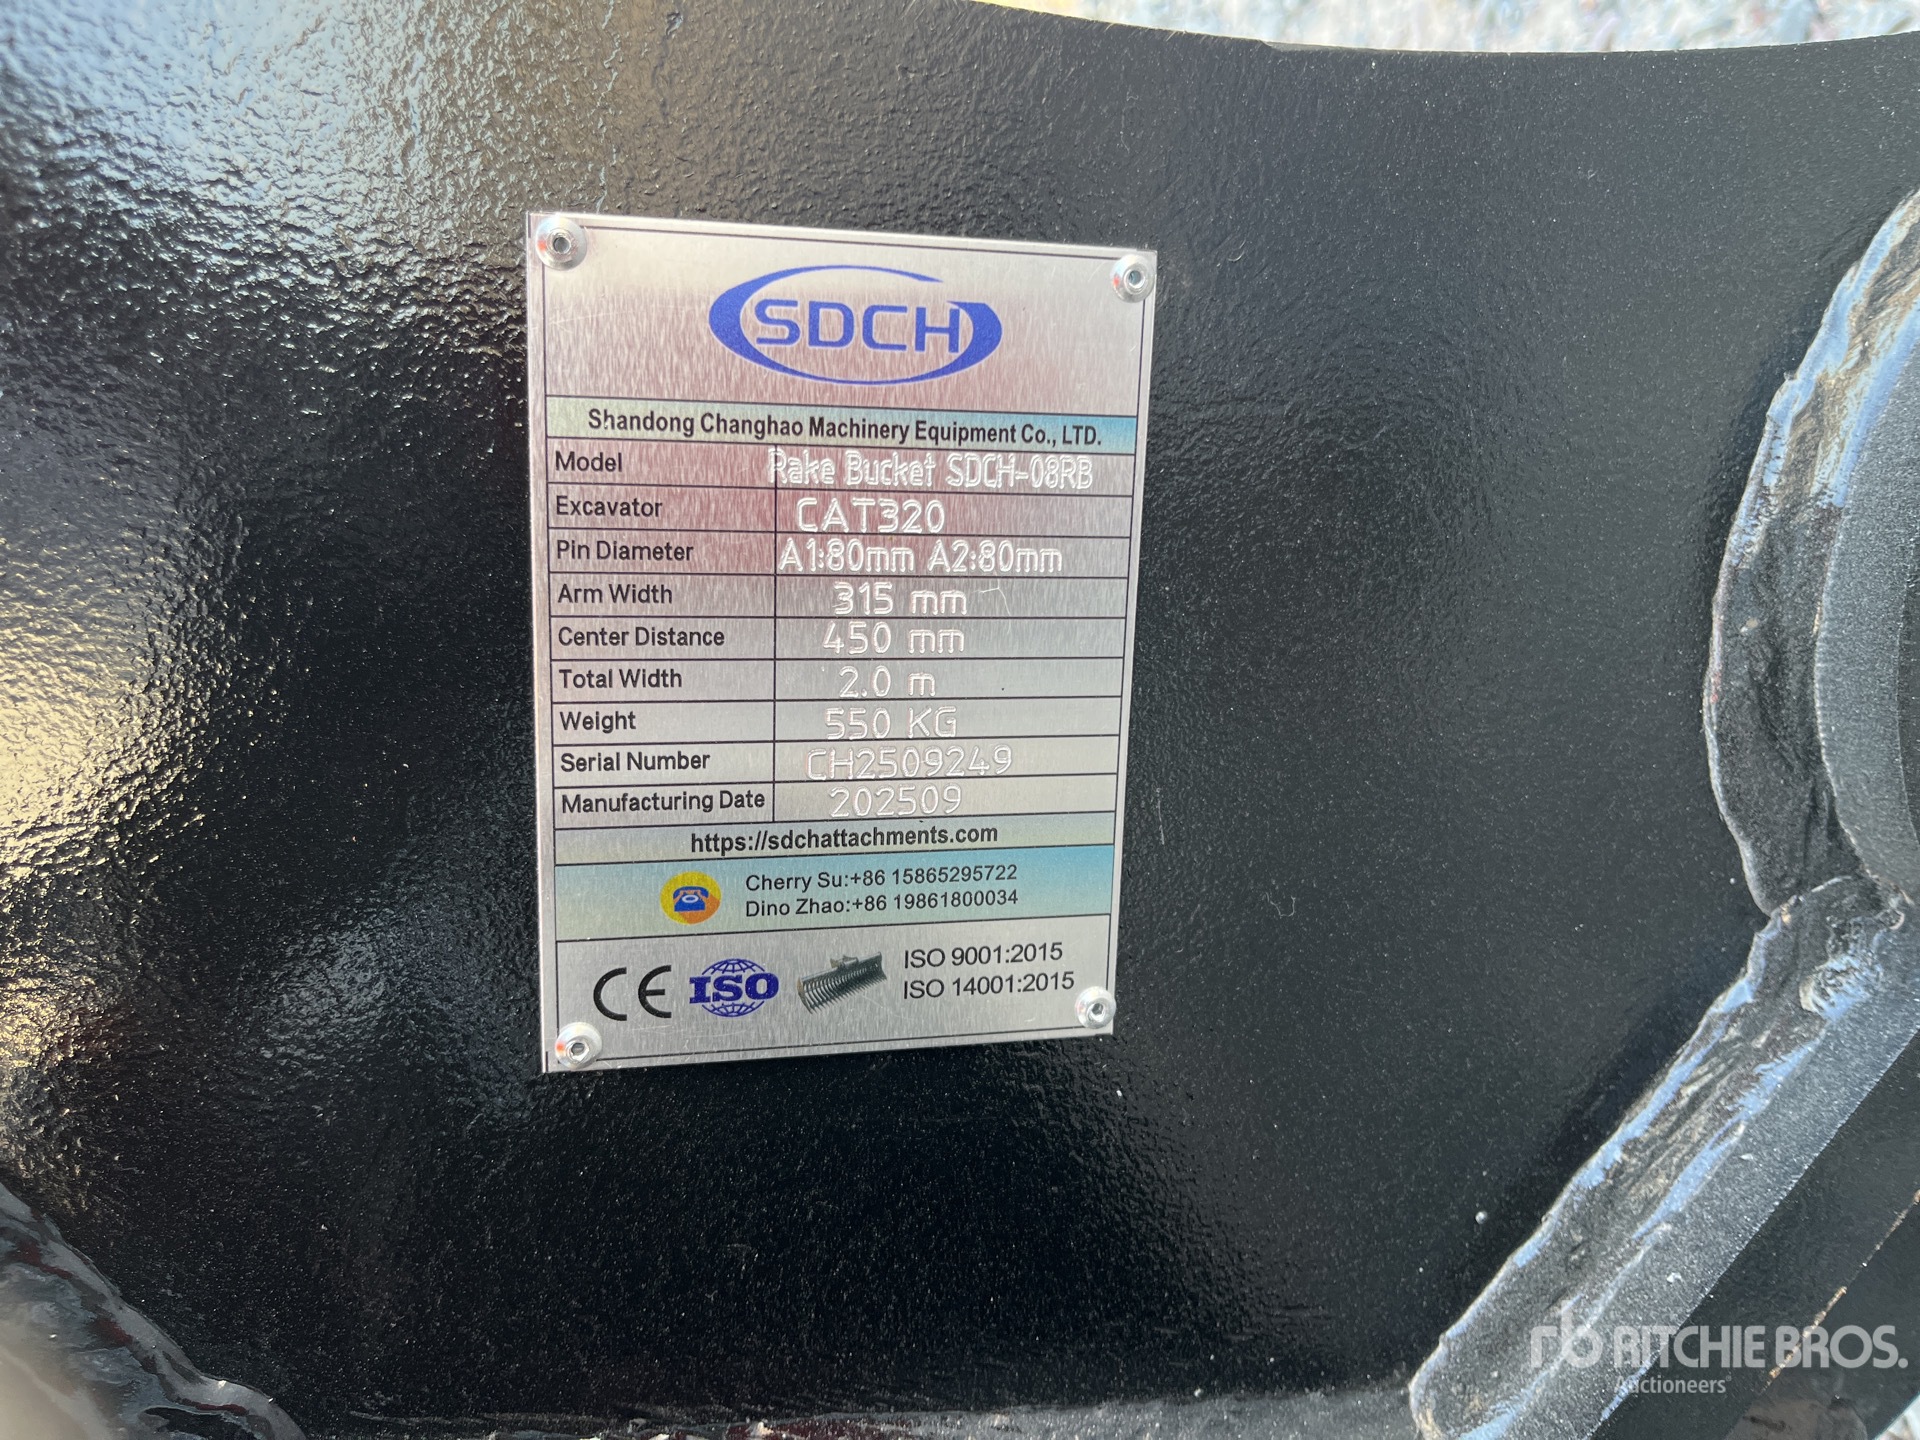 SDCH
Shandong Changhao Machinery Equipment Co., LTD.
Model Rake Bucket SDCH-08RB
Excavator CAT320
Pin Diameter A1:80mm A2:80mm
Arm Width 315 mm
Center Distance 450 mm
Total Width 2.0 m
Weight 550 KG
Serial Number CH2509249
Manufacturing Date 202509
https://sdchattachments.com
Cherry Su:+86 15865295722
Dino Zhao:+86 19861800034
CE ISO ISO 9001:2015
ISO 14001:2015
rb RITCHIE BROS.
Auctioneers